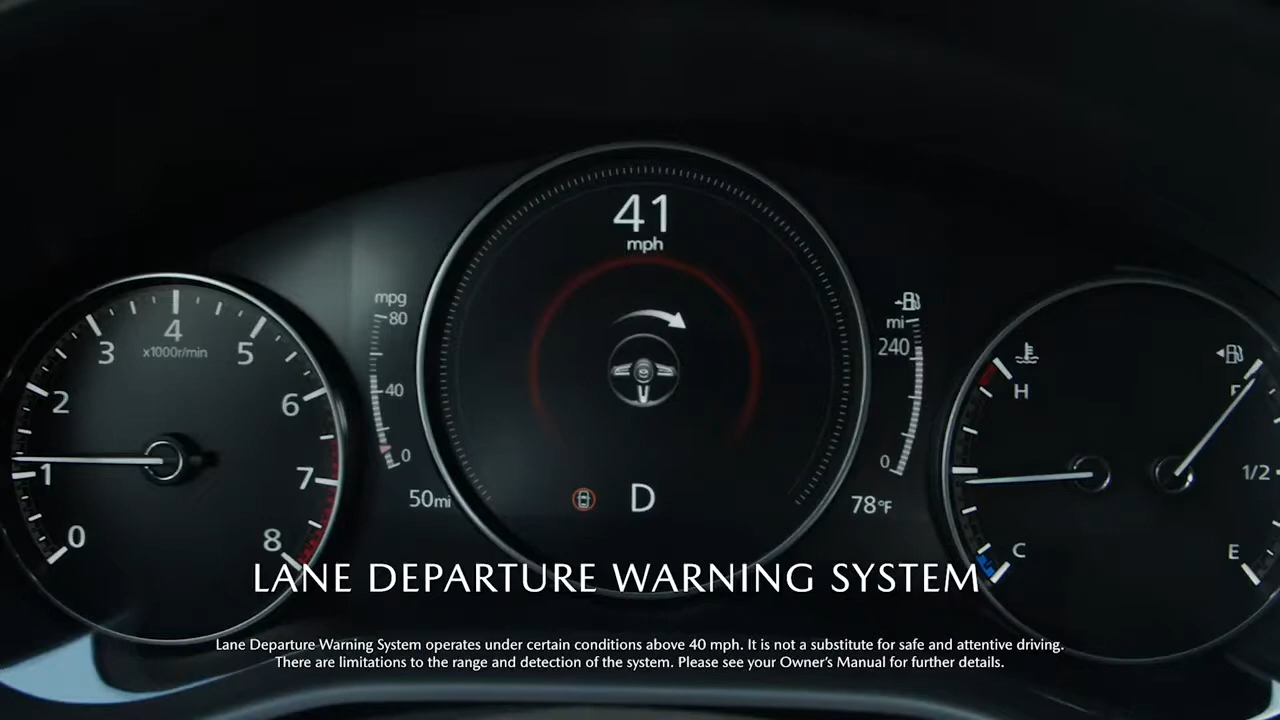 41
mph
mpg
80
40
0
50mi
4
x1000r/min
3
5
2
6
1
7
0
8
D
mi
240
0
78°F
H
C
F
1/2
E
LANE DEPARTURE WARNING SYSTEM
Lane Departure Warning System operates under certain conditions above 40 mph. It is not a substitute for safe and attentive driving.
There are limitations to the range and detection of the system. Please see your Owner's Manual for further details.